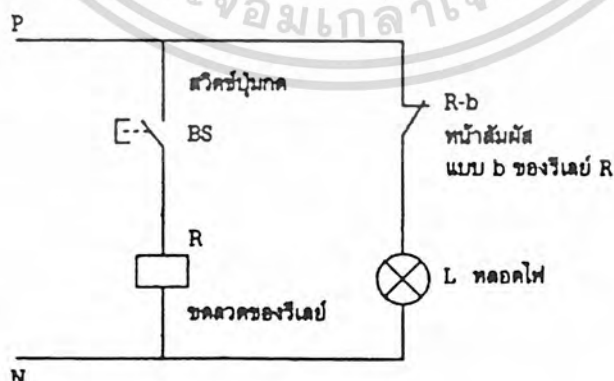 P
สวิตช์ปุ่มกด
BS
R-b
หน้าสัมผัส
แบบ b ของรีเลย์ R
R
ขดลวดของรีเลย์
L หลอดไฟ
N